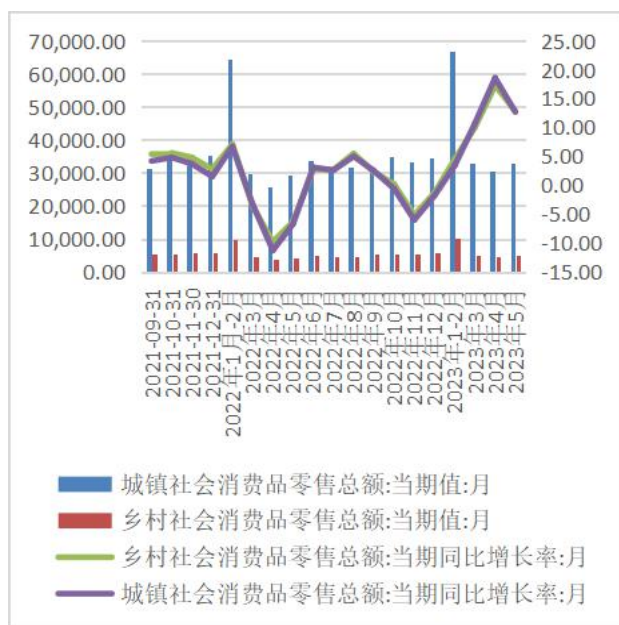 70,000.00
60,000.00
50,000.00
40,000.00
30,000.00
20,000.00
10,000.00
0.00
25.00
20.00
15.00
10.00
5.00
0.00
-5.00
-10.00
-15.00
2021-09-31
2021-10-31
2021-11-30
2021-12-31
2022年1月-2月
2022年3月
2022年4月
2022年5月
2022年6月
2022年7月
2022年8月
2022年9月
2022年10月
2022年11月
2022年12月
2023年1-2月
2023年3月
2023年4月
2023年5月
城镇社会消费品零售总额:当期值:月
乡村社会消费品零售总额:当期值:月
乡村社会消费品零售总额:当期同比增长率:月
城镇社会消费品零售总额:当期同比增长率:月